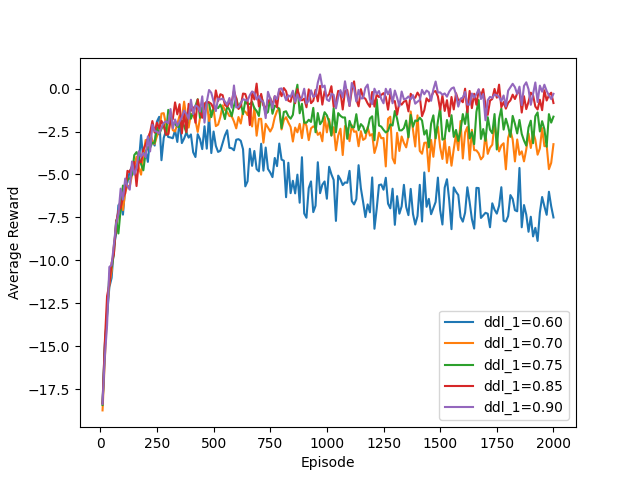 0.0
−2.5
−5.0
−7.5
−10.0
−12.5
−15.0
−17.5
Average Reward
0 250 500 750 1000 1250 1500 1750 2000
Episode
ddl_1=0.60
ddl_1=0.70
ddl_1=0.75
ddl_1=0.85
ddl_1=0.90